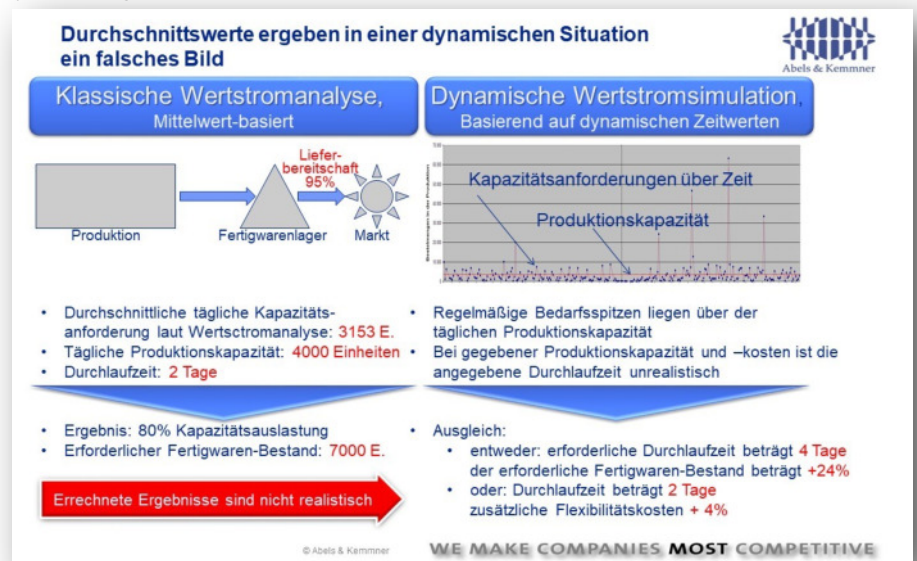 Durchschnittswerte ergeben in einer dynamischen Situation
ein falsches Bild
Abels & Kemmner
Klassische Wertstromanalyse,
Mittelwert-basiert
Liefer-
bereitschaft
95%
Produktion
Fertigwarenlager
Markt
• Durchschnittliche tägliche Kapazitäts-
anforderung laut Wertsctromanalyse: 3153 E.
• Tägliche Produktionskapazität: 4000 Einheiten
• Durchlaufzeit: 2 Tage
• Ergebnis: 80% Kapazitätsauslastung
• Erforderlicher Fertigwaren-Bestand: 7000 E.
Errechnete Ergebnisse sind nicht realistisch
Dynamische Wertstromsimulation,
Basierend auf dynamischen Zeitwerten
Kapazitätsanforderungen über Zeit
Produktionskapazität
• Regelmäßige Bedarfsspitzen liegen über der
täglichen Produktionskapazität
• Bei gegebener Produktionskapazität und –kosten ist die
angegebene Durchlaufzeit unrealistisch
• Ausgleich:
• entweder: erforderliche Durchlaufzeit beträgt 4 Tage
der erforderliche Fertigwaren-Bestand beträgt +24%
• oder: Durchlaufzeit beträgt 2 Tage
zusätzliche Flexibilitätskosten + 4%
© Abels & Kemmner
WE MAKE COMPANIES MOST COMPETITIVE